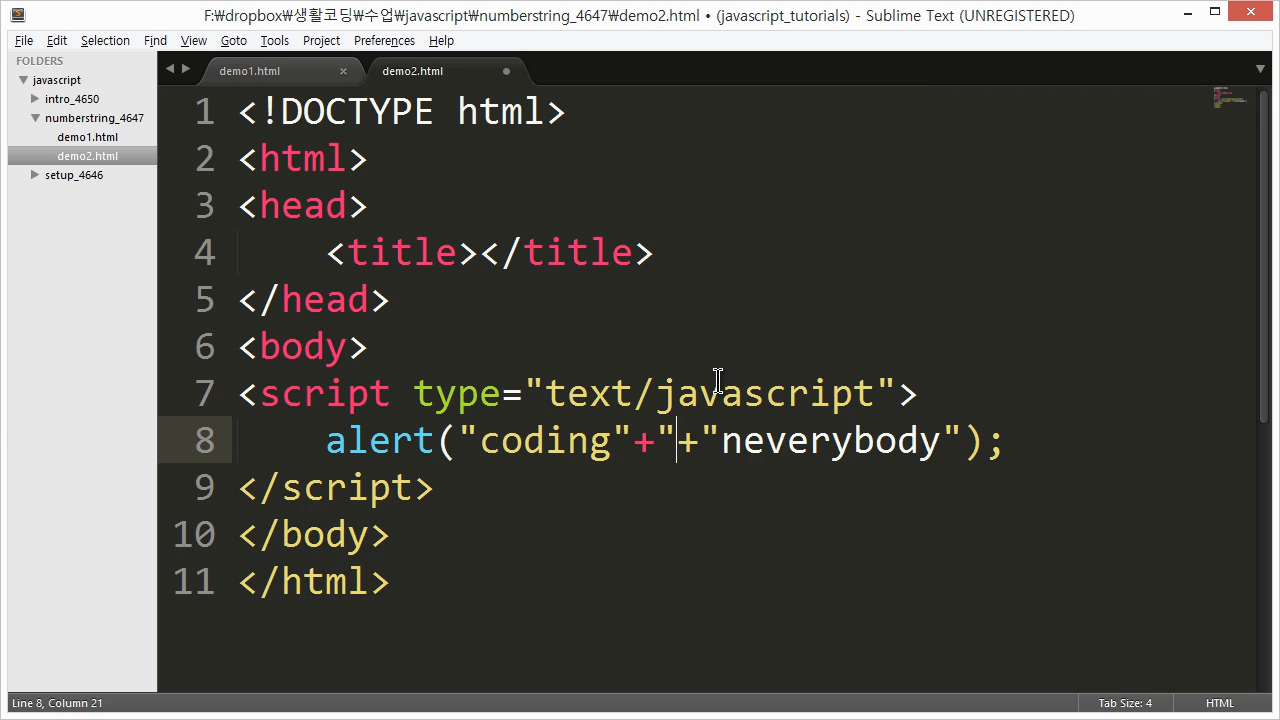 F:₩dropbox₩생활코딩₩수업₩javascript₩numberstring_4647₩demo2.html • (javascript_tutorials) - Sublime Text (UNREGISTERED)
File Edit Selection Find View Goto Tools Project Preferences Help
FOLDERS
javascript
intro_4650
numberstring_4647
demo1.html
demo2.html
setup_4646
demo1.html demo2.html
1 <!DOCTYPE html>
2 <html>
3 <head>
4 <title></title>
5 </head>
6 <body>
7 <script type="text/javascript">
8 alert("coding"+"+"neverybody");
9 </script>
10 </body>
11 </html>
Line 8, Column 21 Tab Size: 4 HTML